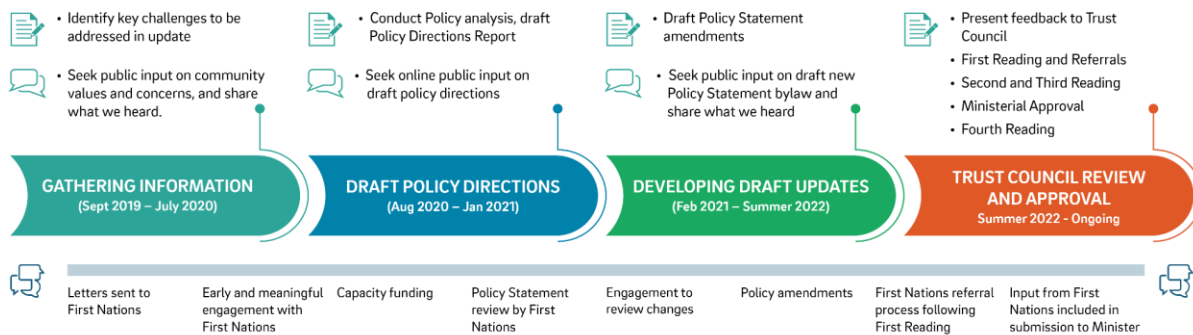 • Identify key challenges to be
addressed in update
• Seek public input on community
values and concerns, and share
what we heard.
• Conduct Policy analysis, draft
Policy Directions Report
• Seek online public input on
draft policy directions
• Draft Policy Statement
amendments
• Seek public input on draft new
Policy Statement bylaw and
share what we heard
• Present feedback to Trust
Council
• First Reading and Referrals
• Second and Third Reading
• Ministerial Approval
• Fourth Reading
GATHERING INFORMATION
(Sept 2019 – July 2020)
DRAFT POLICY DIRECTIONS
(Aug 2020 – Jan 2021)
DEVELOPING DRAFT UPDATES
(Feb 2021 – Summer 2022)
TRUST COUNCIL REVIEW
AND APPROVAL
Summer 2022 - Ongoing
Letters sent to
First Nations
Early and meaningful
engagement with
First Nations
Capacity funding
Policy Statement
review by First
Nations
Engagement to
review changes
Policy amendments
First Nations referral
process following
First Reading
Input from First
Nations included in
submission to Minister